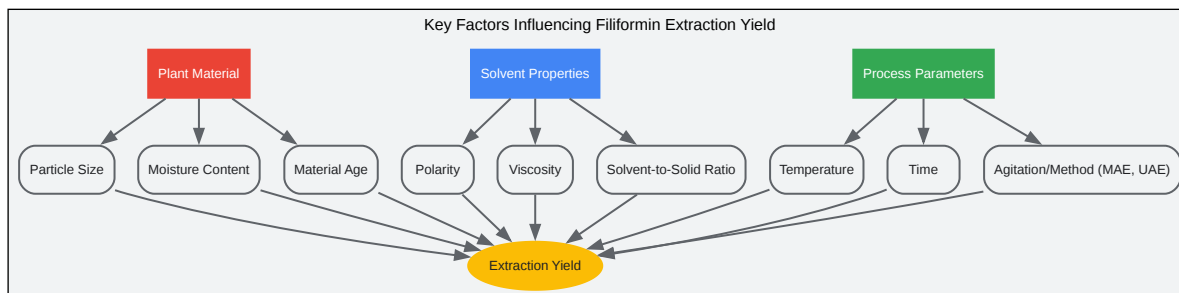 Key Factors Influencing Filiformin Extraction Yield
Plant Material
Solvent Properties
Process Parameters
Particle Size
Moisture Content
Material Age
Polarity
Viscosity
Solvent-to-Solid Ratio
Temperature
Time
Agitation/Method (MAE, UAE)
Extraction Yield